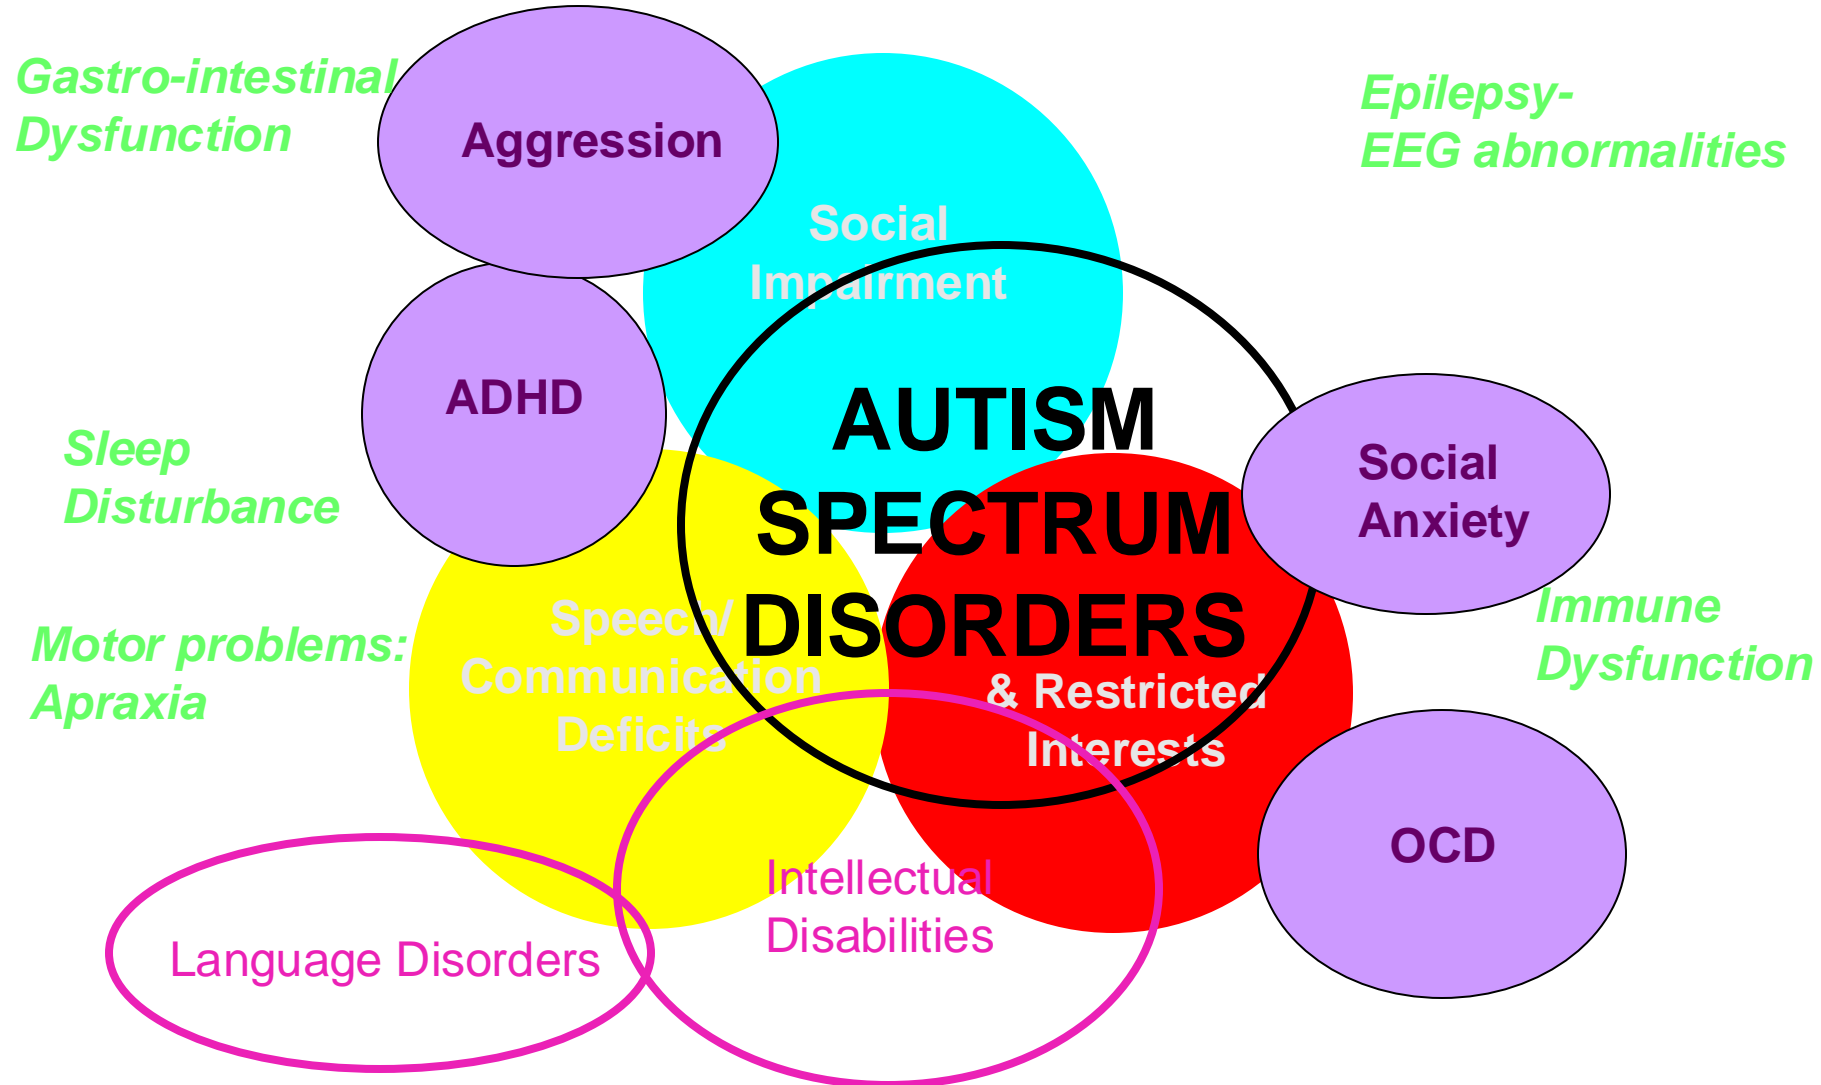 Gastro-intestinal
Dysfunction
Aggression
Epilepsy-
EEG abnormalities
Social
Impairment
ADHD
AUTISM
SPECTRUM
DISORDERS
Social
Anxiety
Sleep
Disturbance
Speech/
Communication
Deficits
Immune
Dysfunction
Motor problems:
Apraxia
& Restricted
Interests
OCD
Intellectual
Disabilities
Language Disorders